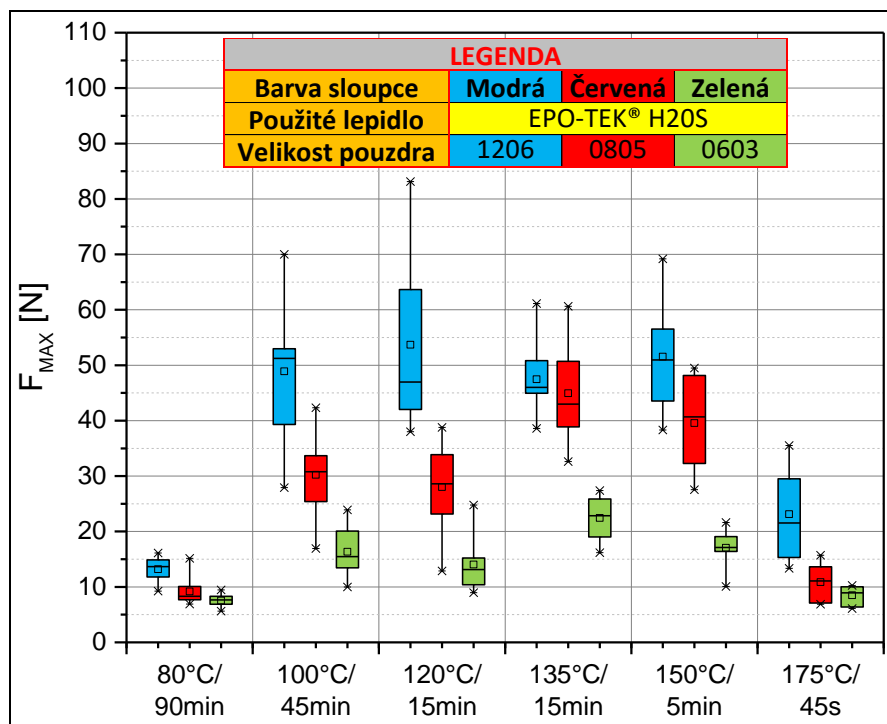 LEGENDA
Barva sloupce Modrá Červená Zelená
Použité lepidlo EPO-TEK® H20S
Velikost pouzdra 1206 0805 0603
F_MAX [N]
110
100
90
80
70
60
50
40
30
20
10
0
80°C/ 100°C/ 120°C/ 135°C/ 150°C/ 175°C/
90min 45min 15min 15min 5min 45s